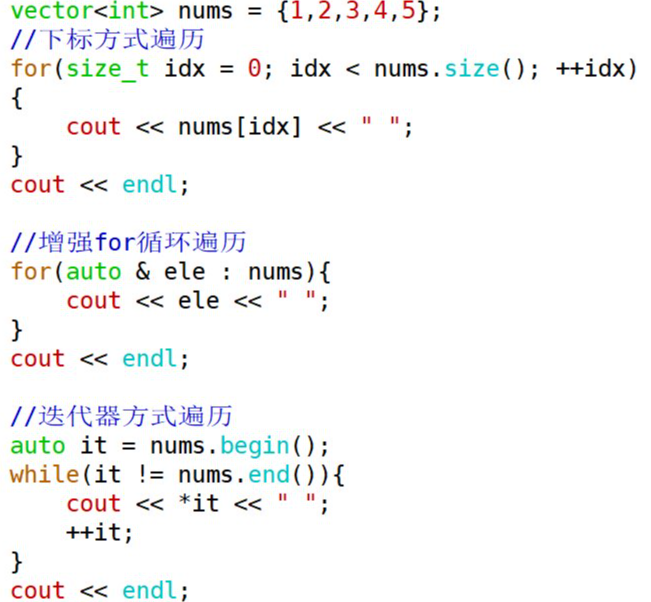 vector<int> nums = {1,2,3,4,5};
//下标方式遍历
for(size_t idx = 0; idx < nums.size(); ++idx)
{
    cout << nums[idx] << " ";
}
cout << endl;

//增强for循环遍历
for(auto & ele : nums){
    cout << ele << " ";
}
cout << endl;

//迭代器方式遍历
auto it = nums.begin();
while(it != nums.end()){
    cout << *it << " ";
    ++it;
}
cout << endl;